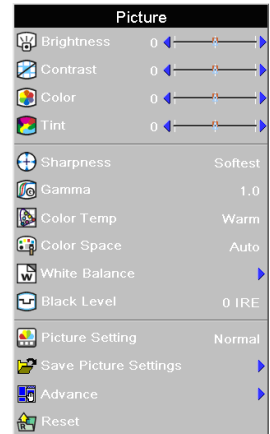 Picture
Brightness 0
Contrast 0
Color 0
Tint 0
Sharpness Softest
Gamma 1.0
Color Temp Warm
Color Space Auto
White Balance
Black Level 0 IRE
Picture Setting Normal
Save Picture Settings
Advance
Reset